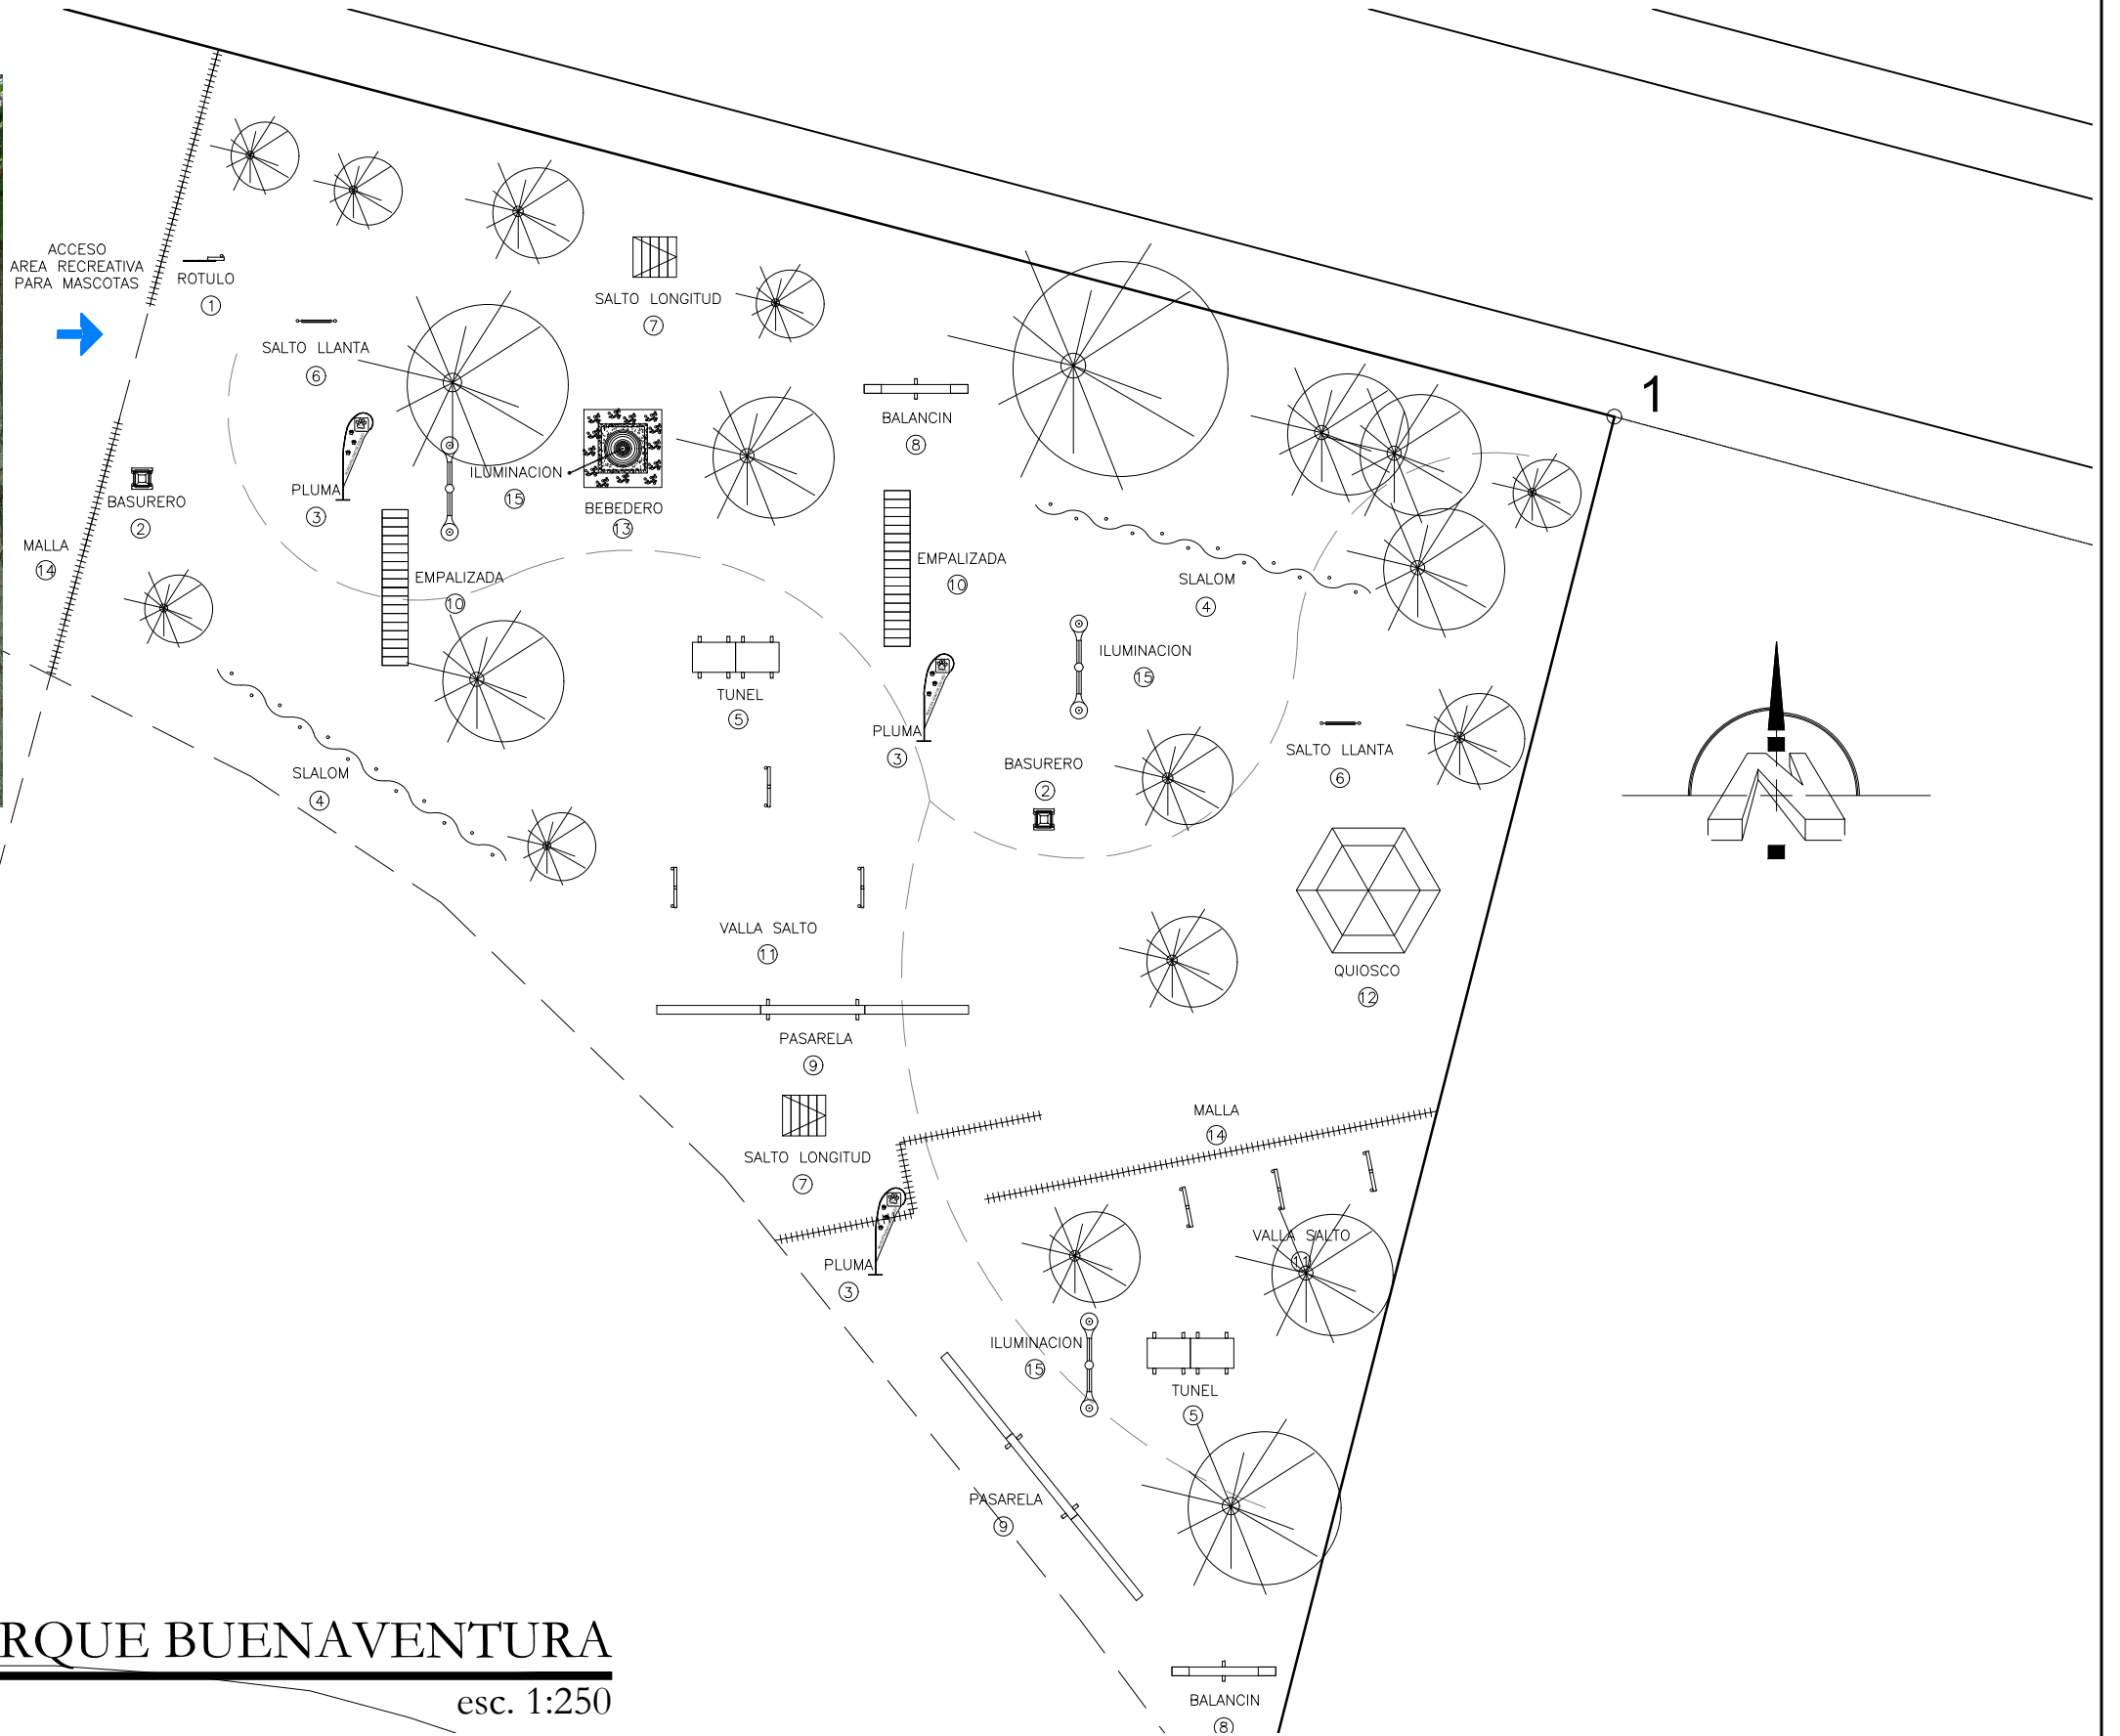 ACCESO
AREA RECREATIVA
PARA MASCOTAS
ROTULO
1
SALTO LONGITUD
7
SALTO LLANTA
6
BALANCIN
8
1
ILUMINACION
15
PLUMA
3
BASURERO
2
BEBEDERO
13
MALLA
14
EMPALIZADA
10
EMPALIZADA
10
SLALOM
4
ILUMINACION
15
TUNEL
5
PLUMA
3
SALTO LLANTA
6
BASURERO
2
SLALOM
4
VALLA SALTO
11
QUIOSCO
12
PASARELA
9
MALLA
14
SALTO LONGITUD
7
VALLA SALTO
11
PLUMA
3
ILUMINACION
15
TUNEL
5
PASARELA
9
RQUE BUENAVENTURA
esc. 1:250
BALANCIN
8